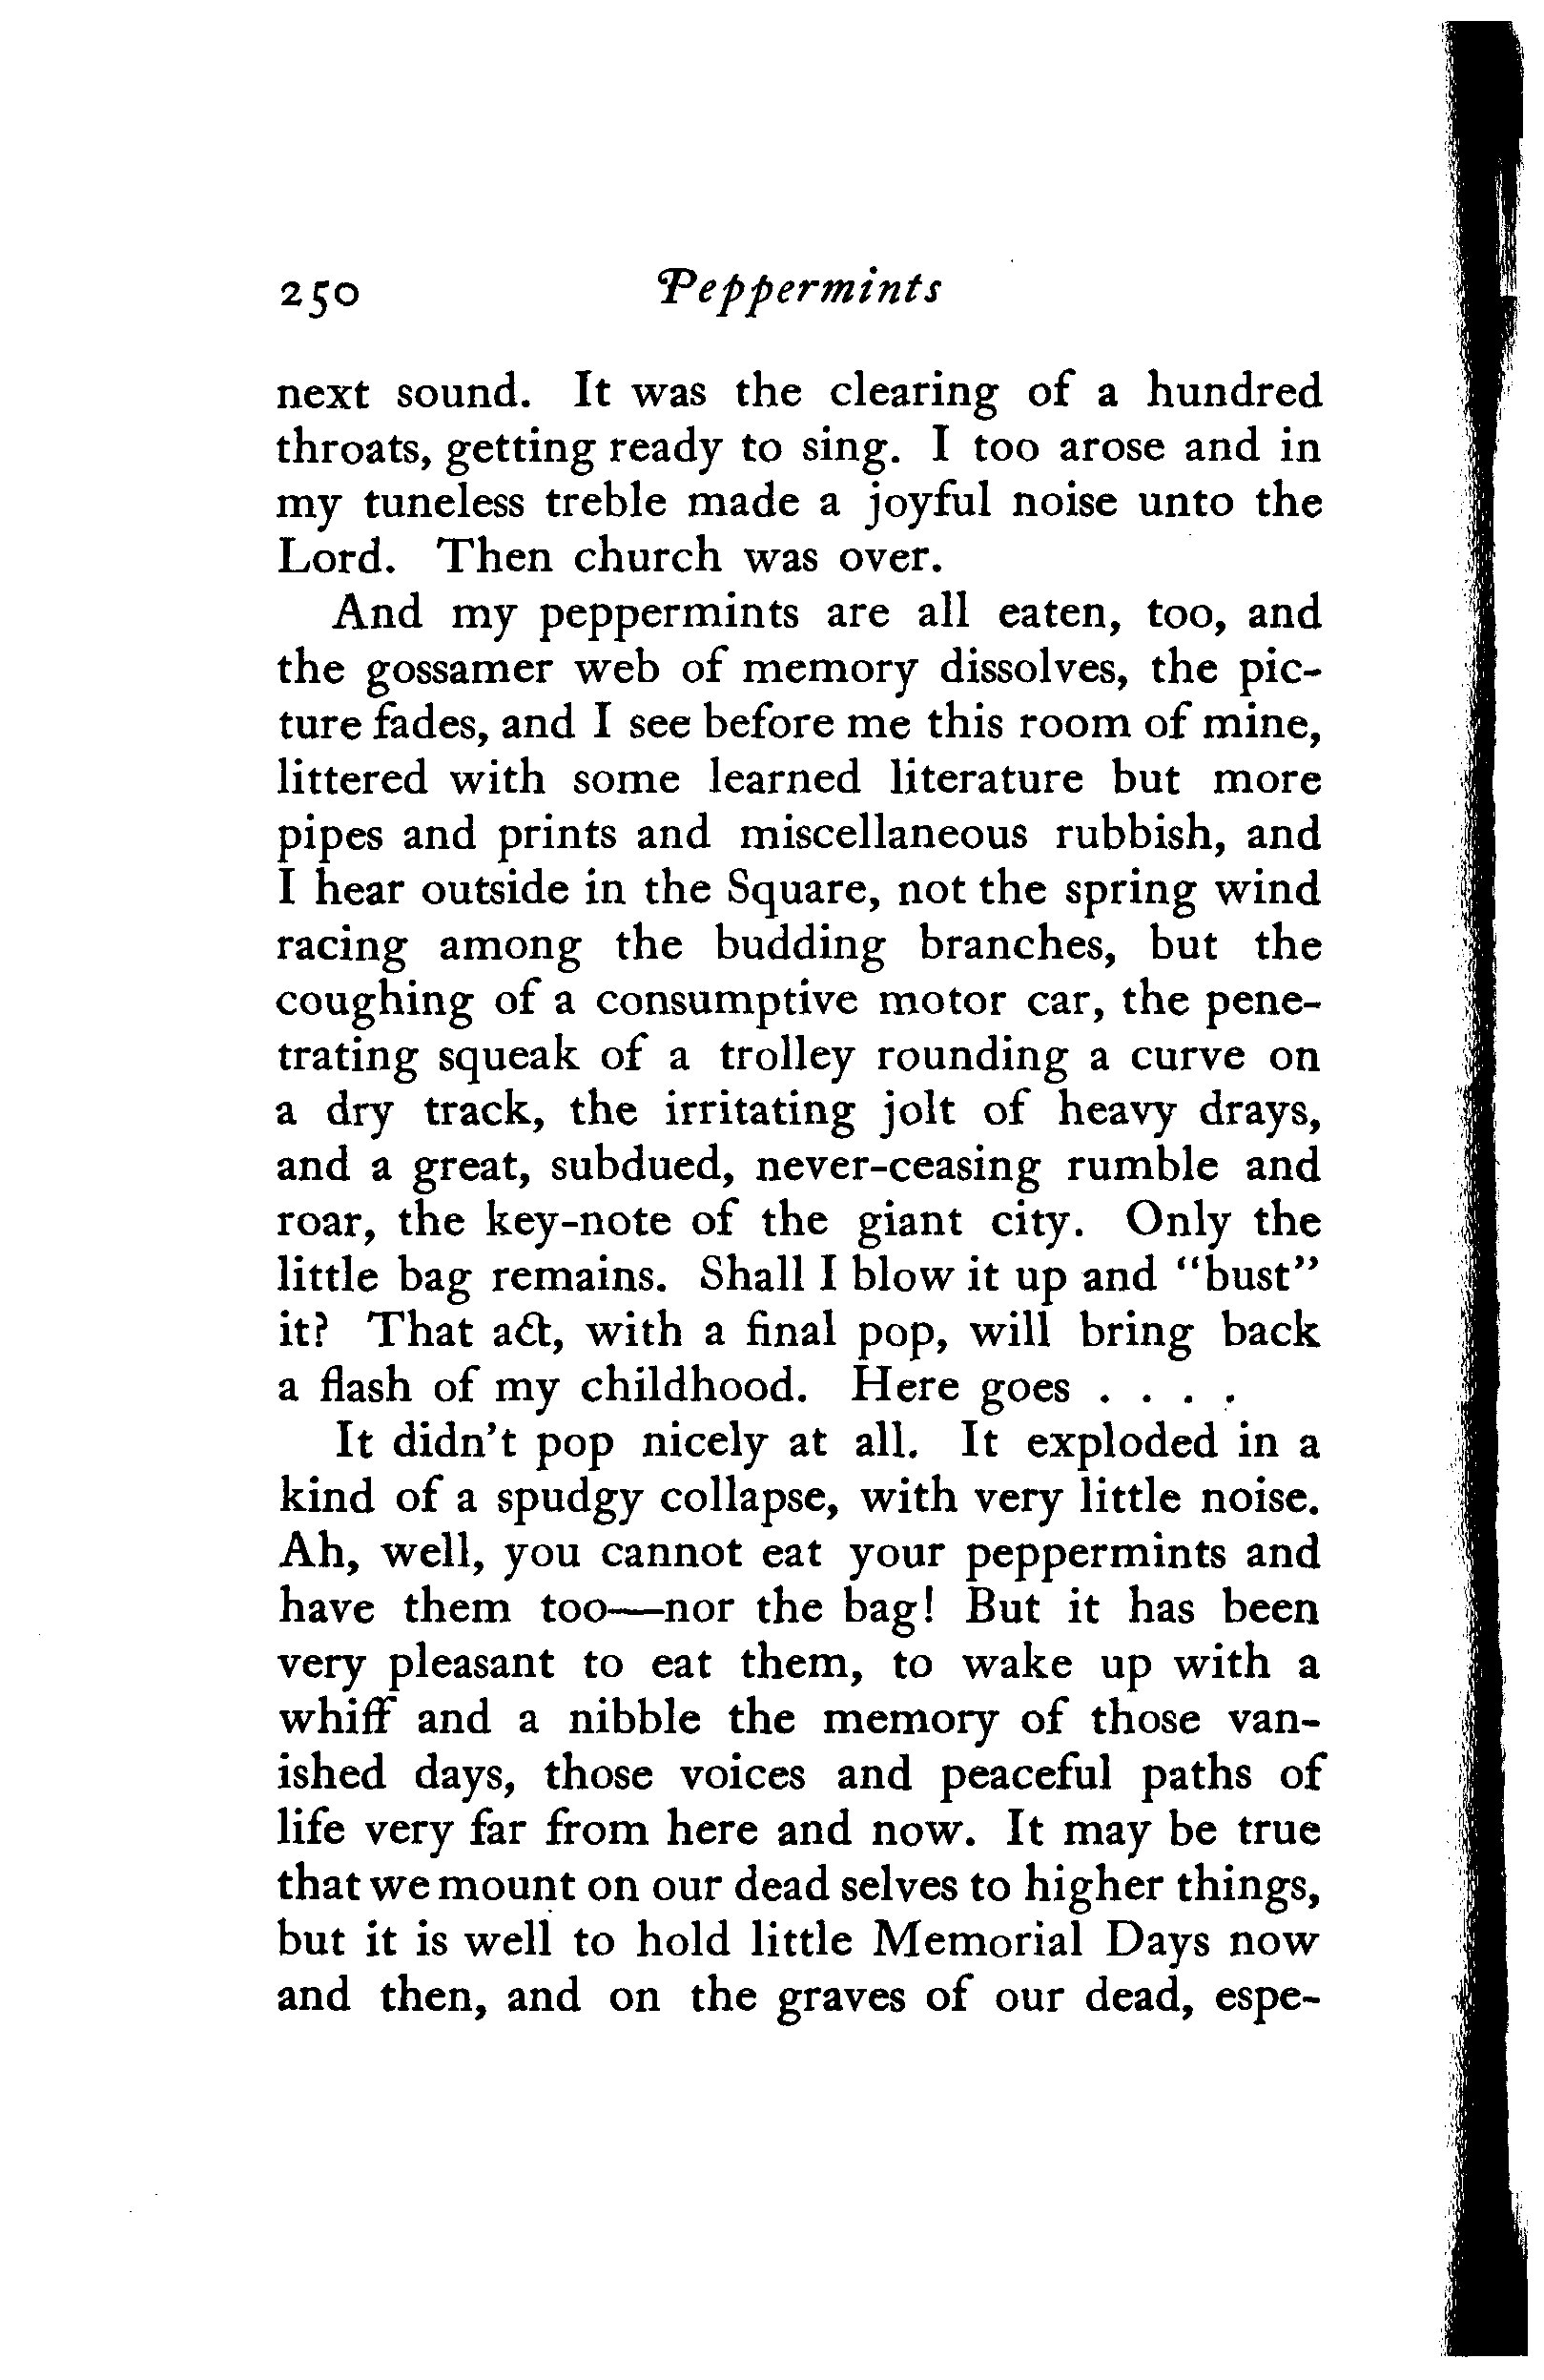 250 Peppermints
next sound. It was the clearing of a hundred
throats, getting ready to sing. I too arose and in
my tuneless treble made a joyful noise unto the
Lord. Then church was over.
And my peppermints are all eaten, too, and
the gossamer web of memory dissolves, the pic-
ture fades, and I see before me this room of mine,
littered with some learned literature but more
pipes and prints and miscellaneous rubbish, and
I hear outside in the Square, not the spring wind
racing among the budding branches, but the
coughing of a consumptive motor car, the pene-
trating squeak of a trolley rounding a curve on
a dry track, the irritating jolt of heavy drays,
and a great, subdued, never-ceasing rumble and
roar, the key-note of the giant city. Only the
little bag remains. Shall I blow it up and "bust"
it? That act, with a final pop, will bring back
a flash of my childhood. Here goes . . . .
It didn't pop nicely at all. It exploded in a
kind of a spudgy collapse, with very little noise.
Ah, well, you cannot eat your peppermints and
have them too—nor the bag! But it has been
very pleasant to eat them, to wake up with a
whiff and a nibble the memory of those van-
ished days, those voices and peaceful paths of
life very far from here and now. It may be true
that we mount on our dead selves to higher things,
but it is well to hold little Memorial Days now
and then, and on the graves of our dead, espe-